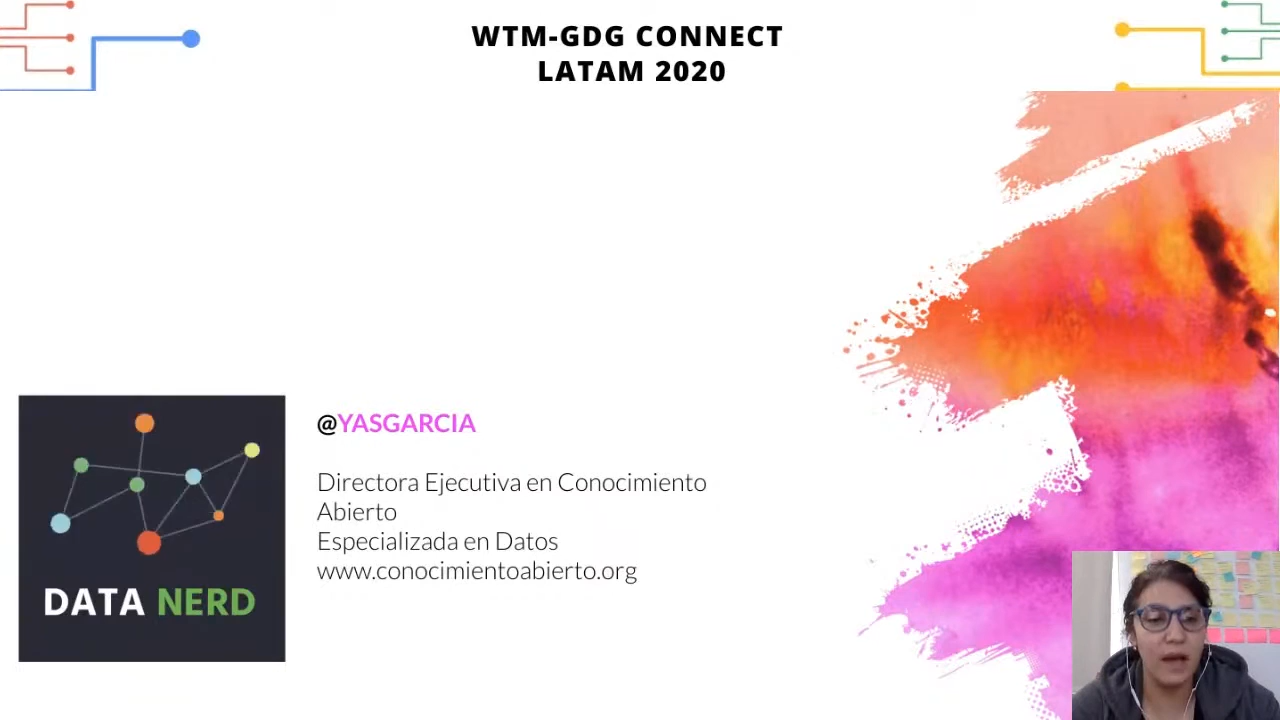 WTM-GDG CONNECT
LATAM 2020
@YASGARCIA
Directora Ejecutiva en Conocimiento
Abierto
Especializada en Datos
www.conocimientoabierto.org
DATA NERD